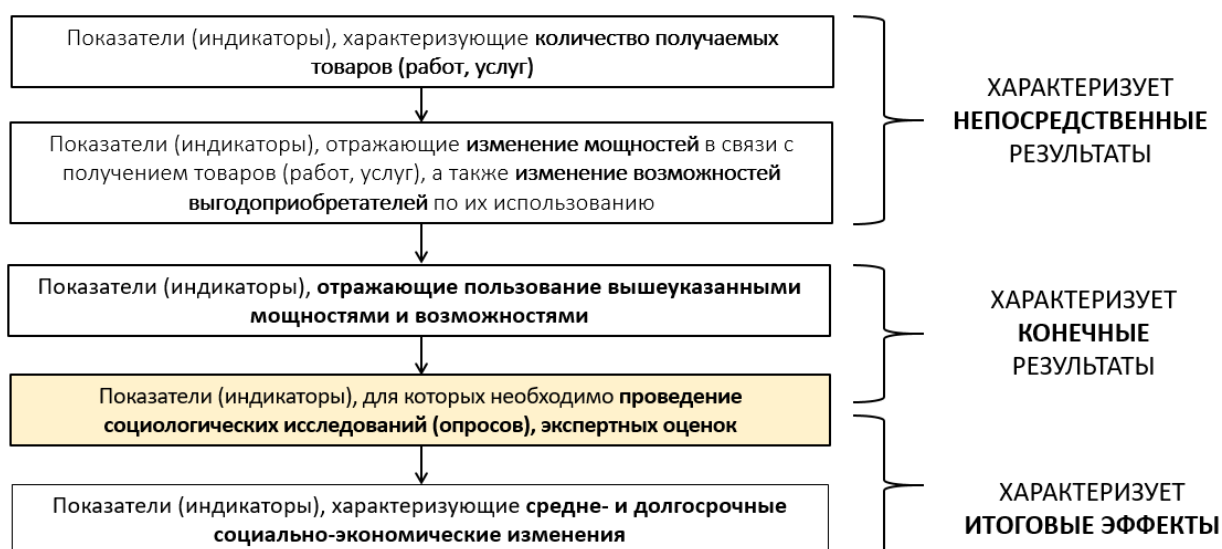 Показатели (индикаторы), характеризующие количество получаемых
товаров (работ, услуг)
Показатели (индикаторы), отражающие изменение мощностей в связи с
получением товаров (работ, услуг), а также изменение возможностей
выгодоприобретателей по их использованию
ХАРАКТЕРИЗУЕТ
НЕПОСРЕДСТВЕННЫЕ
РЕЗУЛЬТАТЫ
Показатели (индикаторы), отражающие пользование вышеуказанными
мощностями и возможностями
Показатели (индикаторы), для которых необходимо проведение
социологических исследований (опросов), экспертных оценок
ХАРАКТЕРИЗУЕТ
КОНЕЧНЫЕ
РЕЗУЛЬТАТЫ
Показатели (индикаторы), характеризующие средне- и долгосрочные
социально-экономические изменения
ХАРАКТЕРИЗУЕТ
ИТОГОВЫЕ ЭФФЕКТЫ